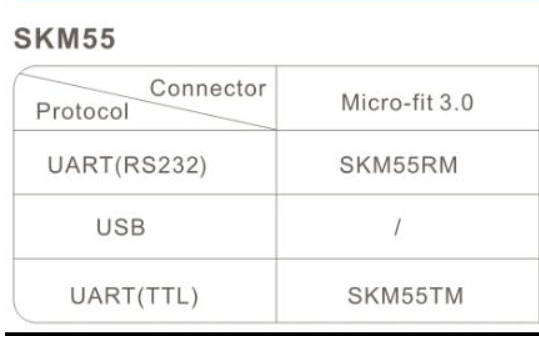 SKM55
Connector
Protocol
Micro-fit 3.0
UART(RS232) SKM55RM
USB /
UART(TTL) SKM55TM